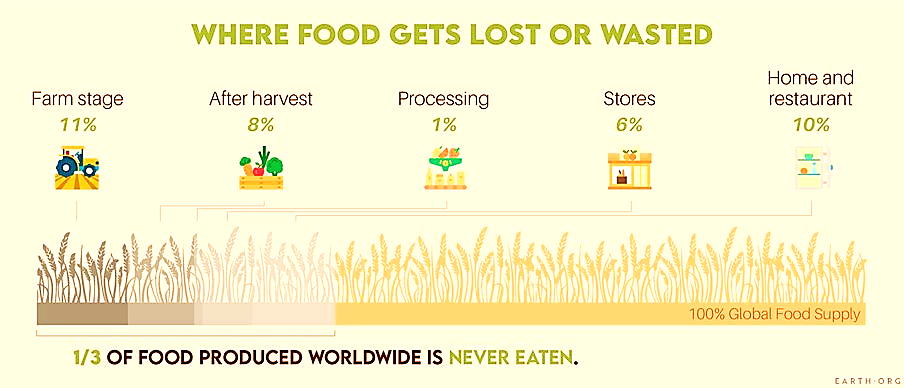 WHERE FOOD GETS LOST OR WASTED
Farm stage
11%
After harvest
8%
Processing
1%
Stores
6%
Home and
restaurant
10%
100% Global Food Supply
1/3 OF FOOD PRODUCED WORLDWIDE IS NEVER EATEN.
EARTH·ORG